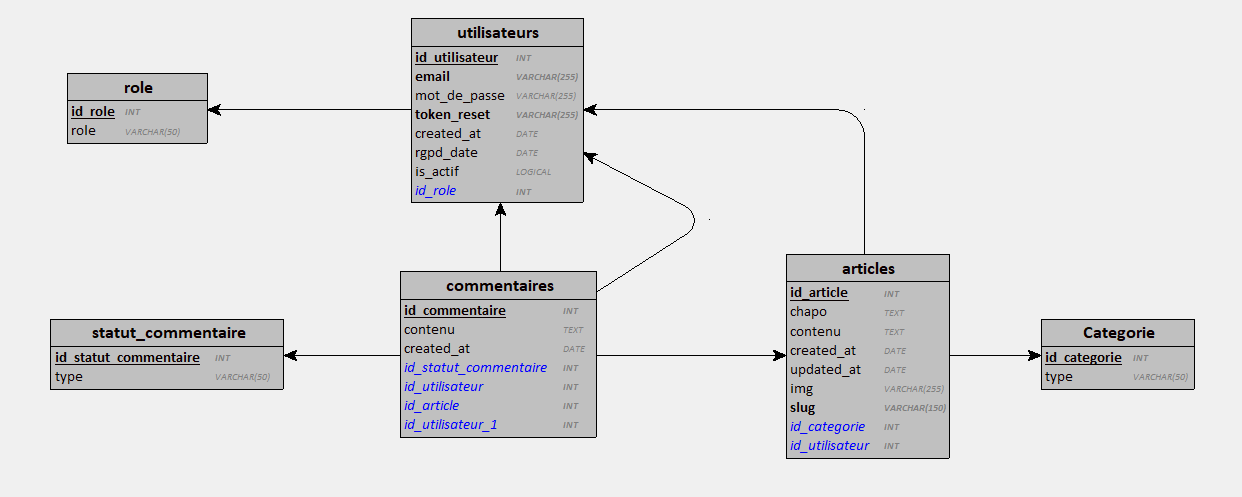 utilisateurs
id_utilisateur INT
email VARCHAR(255)
mot_de_passe VARCHAR(255)
token_reset VARCHAR(255)
created_at DATE
rgpd_date DATE
is_actif LOGICAL
id_role INT
role
id_role INT
role VARCHAR(50)
commentaires
id_commentaire INT
contenu TEXT
created_at DATE
id_statut_commentaire INT
id_utilisateur INT
id_article INT
id_utilisateur_1 INT
statut_commentaire
id_statut_commentaire INT
type VARCHAR(50)
articles
id_article INT
chapo TEXT
contenu TEXT
created_at DATE
updated_at DATE
img VARCHAR(255)
slug VARCHAR(150)
id_categorie INT
id_utilisateur INT
Categorie
id_categorie INT
type VARCHAR(50)